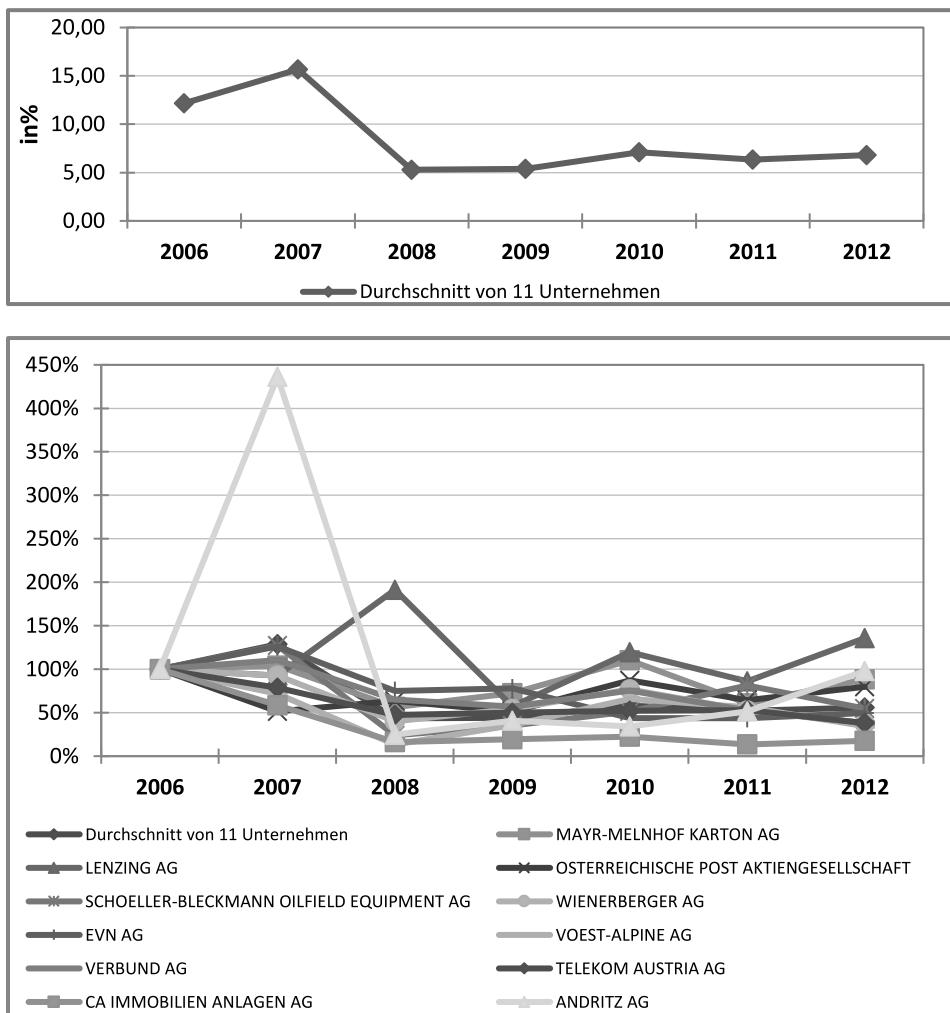 20,00
15,00
10,00
5,00
0,00
in%
2006 2007 2008 2009 2010 2011 2012
Durchschnitt von 11 Unternehmen
450%
400%
350%
300%
250%
200%
150%
100%
50%
0%
2006 2007 2008 2009 2010 2011 2012
Durchschnitt von 11 Unternehmen MAYR-MELNHOF KARTON AG
LENZING AG OSTERREICHISCHE POST AKTIENGESELLSCHAFT
SCHOELLER-BLECKMANN OILFIELD EQUIPMENT AG WIENERBERGER AG
EVN AG VOEST-ALPINE AG
VERBUND AG TELEKOM AUSTRIA AG
CA IMMOBILIEN ANLAGEN AG ANDRITZ AG